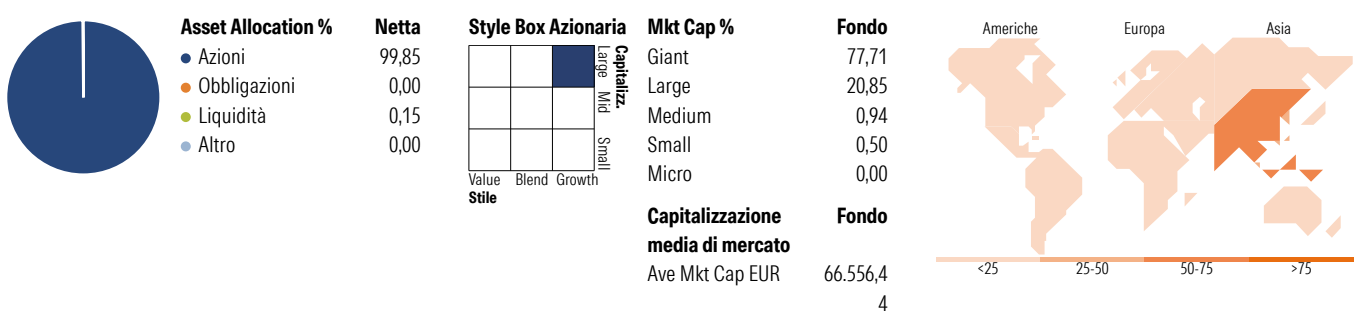 Asset Allocation % Netta
Azioni 99,85
Obbligazioni 0,00
Liquidità 0,15
Altro 0,00
Style Box Azionaria
Capitalizz.
Large Mid Small
Value Blend Growth
Stile
Mkt Cap % Fondo
Giant 77,71
Large 20,85
Medium 0,94
Small 0,50
Micro 0,00
Capitalizzazione Fondo
media di mercato
Ave Mkt Cap EUR 66.556,4
4
Americhe Europa Asia
<25 25-50 50-75 >75